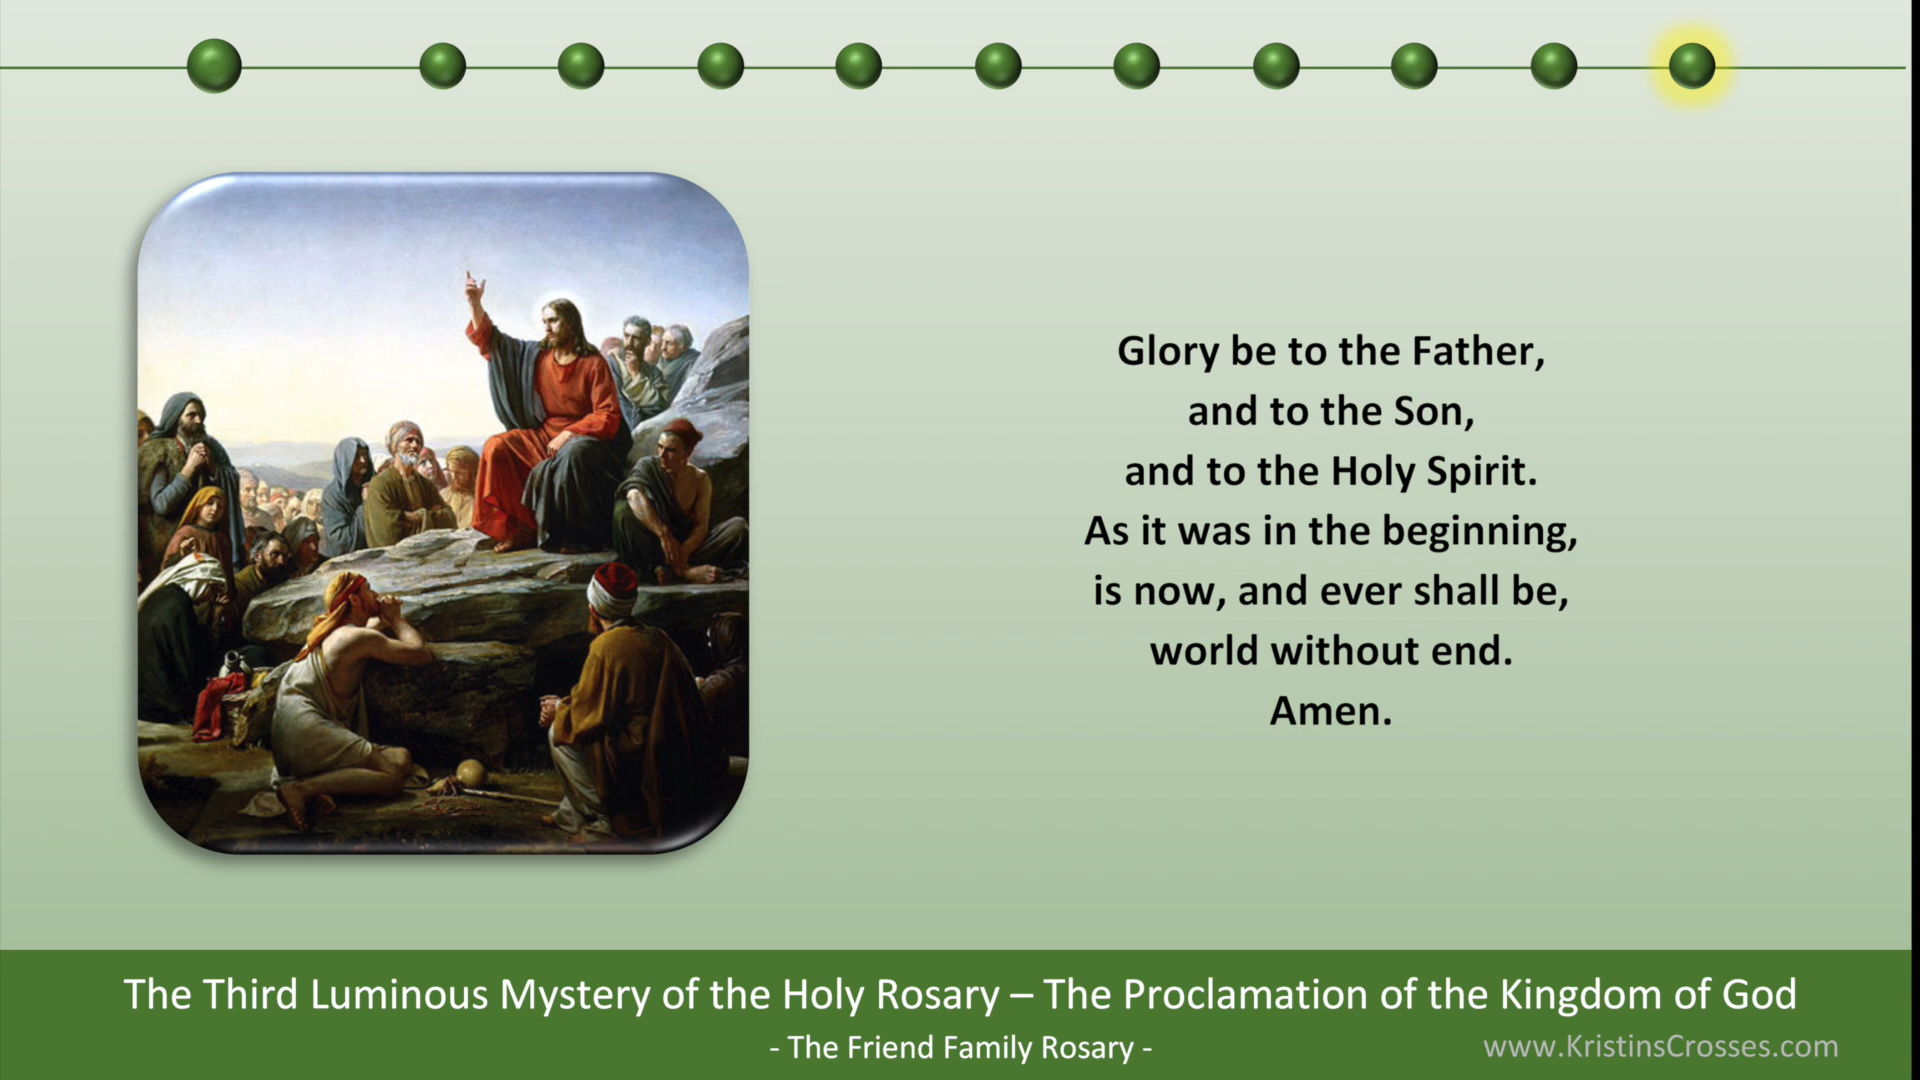 Glory be to the Father,
and to the Son,
and to the Holy Spirit.
As it was in the beginning,
is now, and ever shall be,
world without end.
Amen.
The Third Luminous Mystery of the Holy Rosary – The Proclamation of the Kingdom of God
- The Friend Family Rosary -
www.KristinsCrosses.com